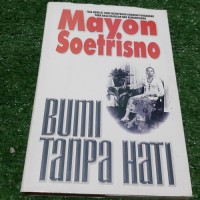 Mayon
Soetrisno
BUMI
TANPA HATI